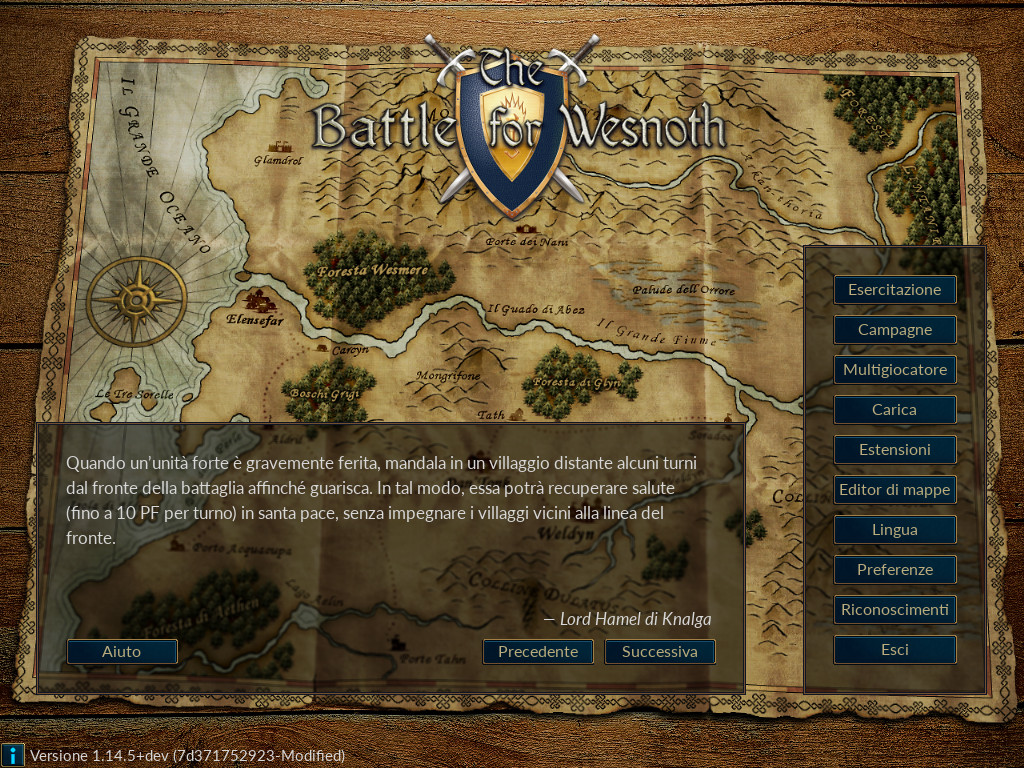 The
Battle for Wesnoth
IL GRANDE OCEANO
Glamdrol
Porte dei Nani
Arkanthoria
Foresta Wesmere
Palude dell'Orrore
Elensefar
Il Guado di Abez
Il Grande Fiume
Carcyn
Mongrifone
Boschi Grigi
Foresta di Glyn
Le Tre Sorelle
Tath
Esercitazione
Campagne
Multigiocatore
Carica
Estensioni
Editor di mappe
Lingua
Preferenze
Riconoscimenti
Esci
Quando un'unità forte è gravemente ferita, mandala in un villaggio distante alcuni turni
dal fronte della battaglia affinché guarisca. In tal modo, essa potrà recuperare salute
(fino a 10 PF per turno) in santa pace, senza impegnare i villaggi vicini alla linea del
fronte.
Weldyn
Porto Acquacupa
Foresta di Aethen
Porte Tahn
— Lord Hamel di Knalga
Aiuto
Precedente
Successiva
Versione 1.14.5+dev (7d371752923-Modified)